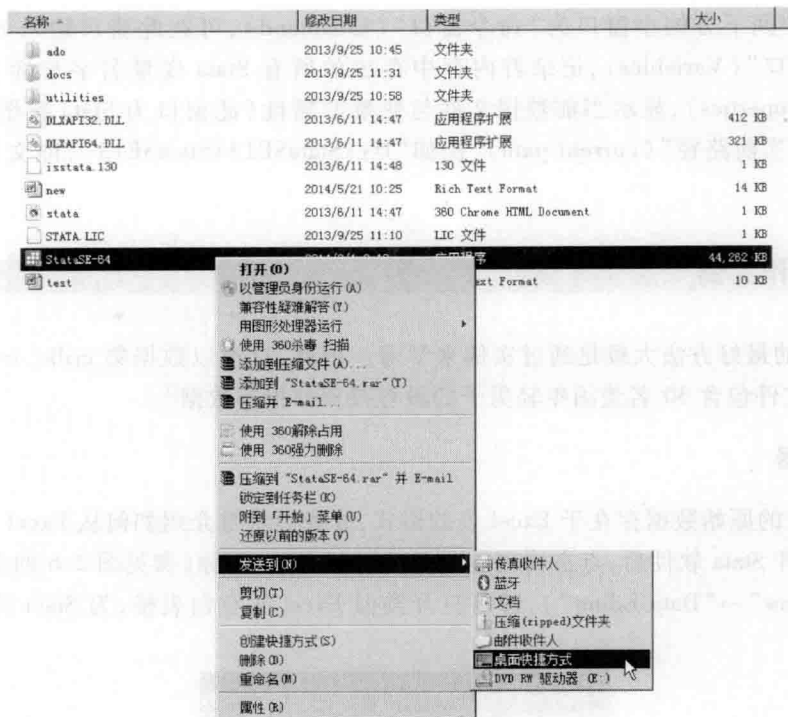 名称 修改日期 类型 大小
ado 2013/9/25 10:45 文件夹
docs 2013/9/25 11:31 文件夹
utilities 2013/9/25 10:58 文件夹
DLXAFI32.DLL 2013/6/11 14:47 应用程序扩展 412 KB
DLXAFI64.DLL 2013/6/11 14:47 应用程序扩展 321 KB
isstata.130 2013/6/11 14:48 130 文件 1 KB
new 2014/5/21 10:25 Rich Text Format 14 KB
stata 2013/6/11 14:47 360 Chrome HTML Document 1 KB
STATA.LIC 2013/9/25 11:10 LIC 文件 1 KB
StataSE-64 应用程序 44,262 KB
test ext Format 10 KB
打开(O)
以管理员身份运行(A)
兼容性疑难解答(Y)
用图形处理器运行
使用 360杀毒 扫描
添加到压缩文件(A)...
添加到 "StataSE-64.rar"(T)
压缩并 E-mail...
使用 360解除占用
使用 360强力删除
压缩到 "StataSE-64.rar" 并 E-mail
锁定到任务栏(K)
附到「开始」菜单(U)
还原以前的版本(V)
发送到(N)
剪切(T)
复制(C)
创建快捷方式(S)
删除(D)
重命名(M)
属性(R)
传真收件人
蓝牙
文档
压缩(zipped)文件夹
邮件收件人
桌面快捷方式
DVD RW 驱动器 (E:)